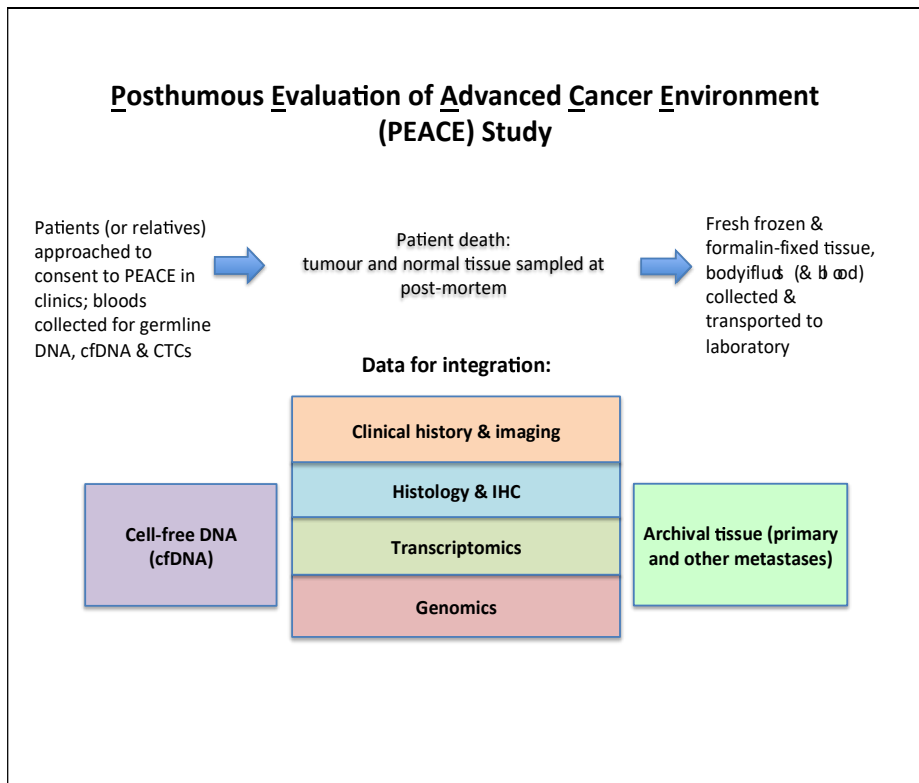 Posthumous Evaluation of Advanced Cancer Environment
(PEACE) Study
Patients (or relatives)
approached to
consent to PEACE in
clinics; bloods
collected for germline
DNA, cfDNA & CTCs
Patient death:
tumour and normal tissue sampled at
post-mortem
Fresh frozen &
formalin-fixed tissue,
(&
collected &
transported to
laboratory
Data for integration:
Clinical history & imaging
Histology & IHC
Transcriptomics
Genomics
Cell-free DNA
(cfDNA)
Archival tissue (primary
and other metastases)